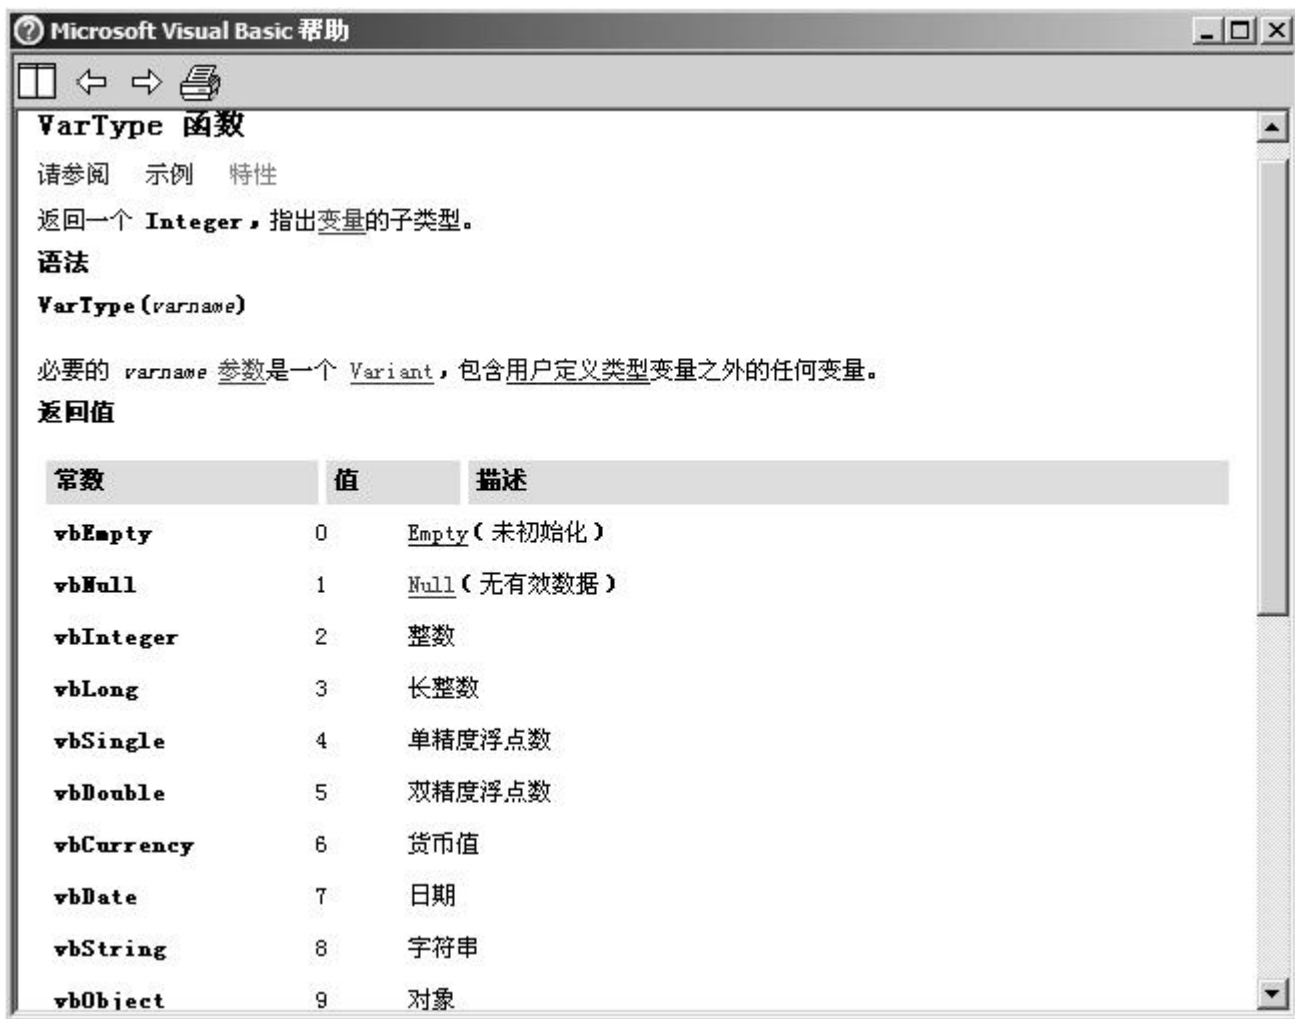 Microsoft Visual Basic 帮助
VarType 函数
请参阅 示例 特性
返回一个 Integer，指出变量的子类型。
语法
VarType(varname)
必要的 varname 参数是一个 Variant，包含用户定义类型变量之外的任何变量。
返回值
常数 值 描述
vbEmpty 0 Empty（未初始化）
vbNull 1 Null（无有效数据）
vbInteger 2 整数
vbLong 3 长整数
vbSingle 4 单精度浮点数
vbDouble 5 双精度浮点数
vbCurrency 6 货币值
vbDate 7 日期
vbString 8 字符串
vbObject 9 对象